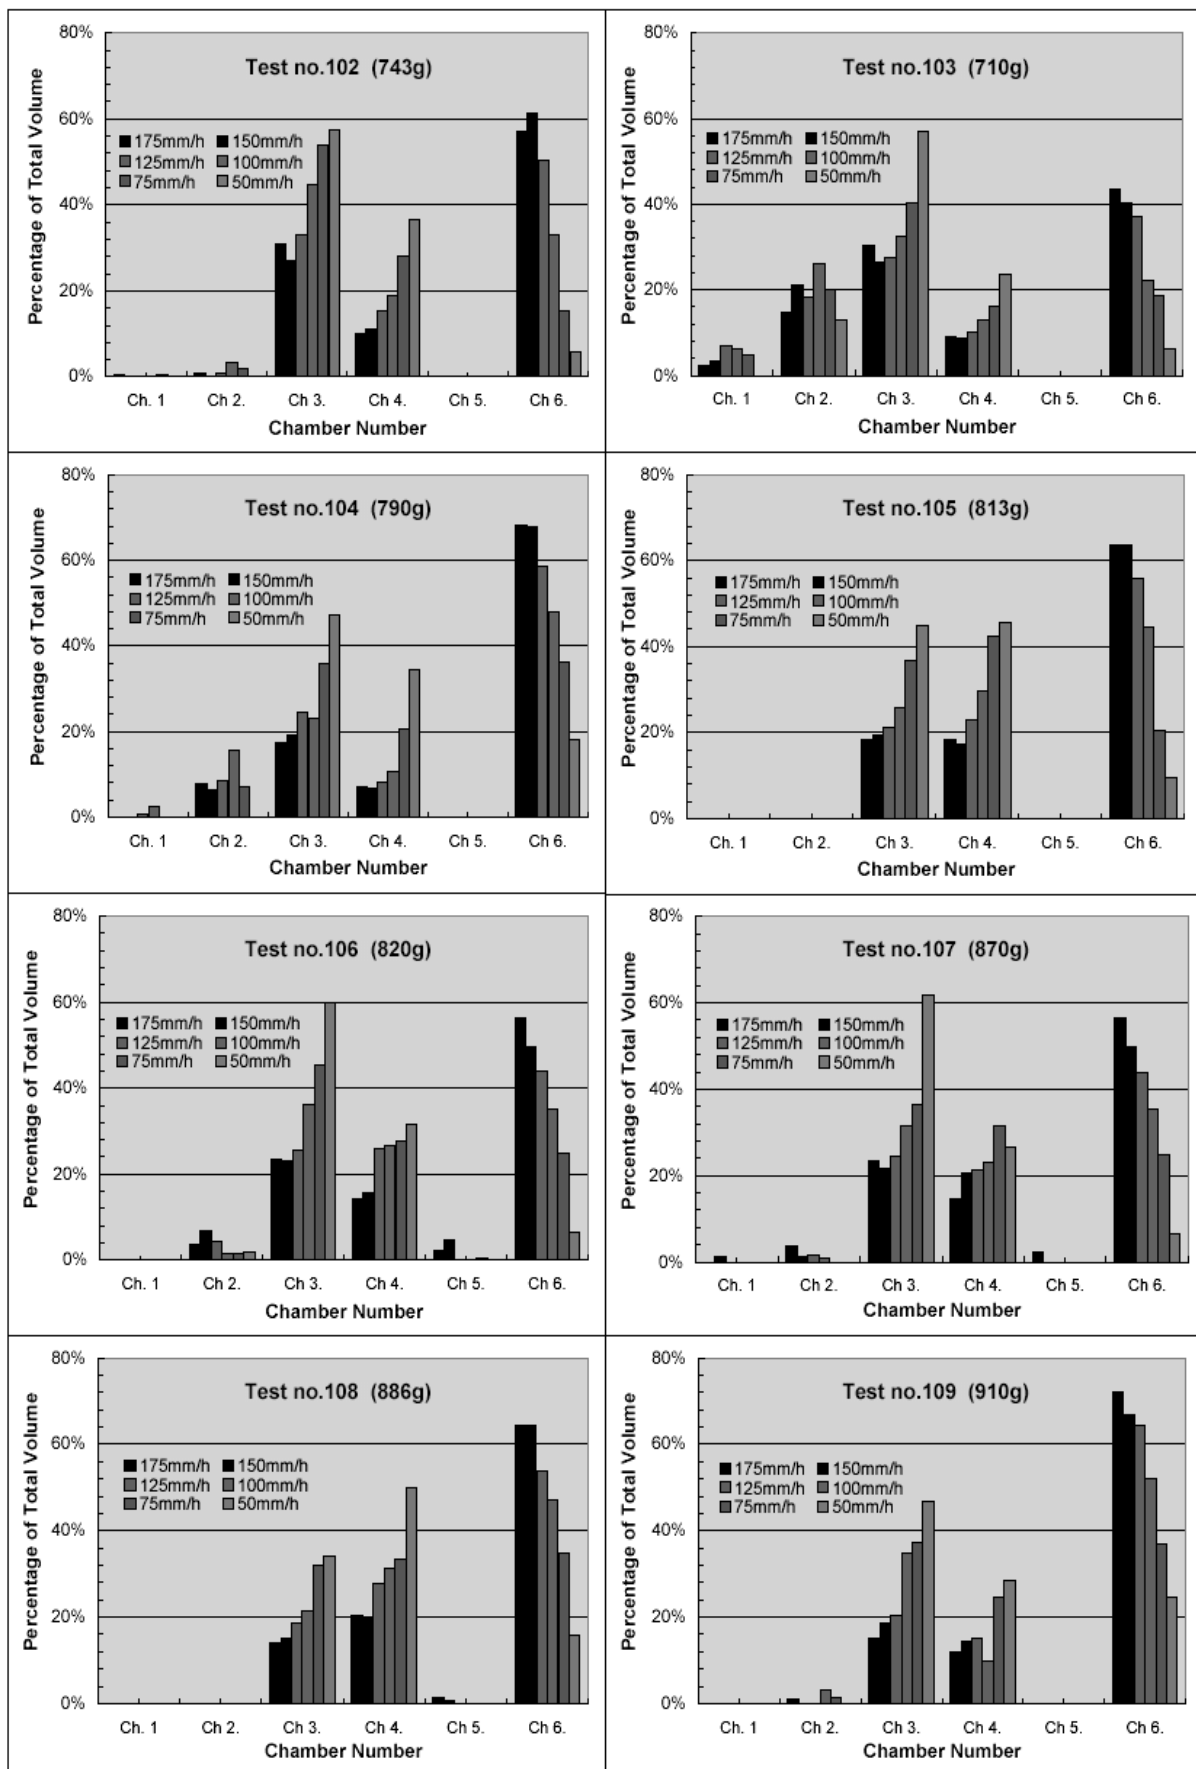 80%
60%
40%
20%
0%
Percentage of Total Volume
Test no.102 (743g)
175mm/h 150mm/h
125mm/h 100mm/h
75mm/h 50mm/h
Ch. 1 Ch 2. Ch 3. Ch 4. Ch 5. Ch 6.
Chamber Number
80%
60%
40%
20%
0%
Percentage of Total Volume
Test no.103 (710g)
175mm/h 150mm/h
125mm/h 100mm/h
75mm/h 50mm/h
Ch. 1 Ch 2. Ch 3. Ch 4. Ch 5. Ch 6.
Chamber Number
80%
60%
40%
20%
0%
Percentage of Total Volume
Test no.104 (790g)
175mm/h 150mm/h
125mm/h 100mm/h
75mm/h 50mm/h
Ch. 1 Ch 2. Ch 3. Ch 4. Ch 5. Ch 6.
Chamber Number
80%
60%
40%
20%
0%
Percentage of Total Volume
Test no.105 (813g)
175mm/h 150mm/h
125mm/h 100mm/h
75mm/h 50mm/h
Ch. 1 Ch 2. Ch 3. Ch 4. Ch 5. Ch 6.
Chamber Number
80%
60%
40%
20%
0%
Percentage of Total Volume
Test no.106 (820g)
175mm/h 150mm/h
125mm/h 100mm/h
75mm/h 50mm/h
Ch. 1 Ch 2. Ch 3. Ch 4. Ch 5. Ch 6.
Chamber Number
80%
60%
40%
20%
0%
Percentage of Total Volume
Test no.107 (870g)
175mm/h 150mm/h
125mm/h 100mm/h
75mm/h 50mm/h
Ch. 1 Ch 2. Ch 3. Ch 4. Ch 5. Ch 6.
Chamber Number
80%
60%
40%
20%
0%
Percentage of Total Volume
Test no.108 (886g)
175mm/h 150mm/h
125mm/h 100mm/h
75mm/h 50mm/h
Ch. 1 Ch 2. Ch 3. Ch 4. Ch 5. Ch 6.
Chamber Number
80%
60%
40%
20%
0%
Percentage of Total Volume
Test no.109 (910g)
175mm/h 150mm/h
125mm/h 100mm/h
75mm/h 50mm/h
Ch. 1 Ch 2. Ch 3. Ch 4. Ch 5. Ch 6.
Chamber Number